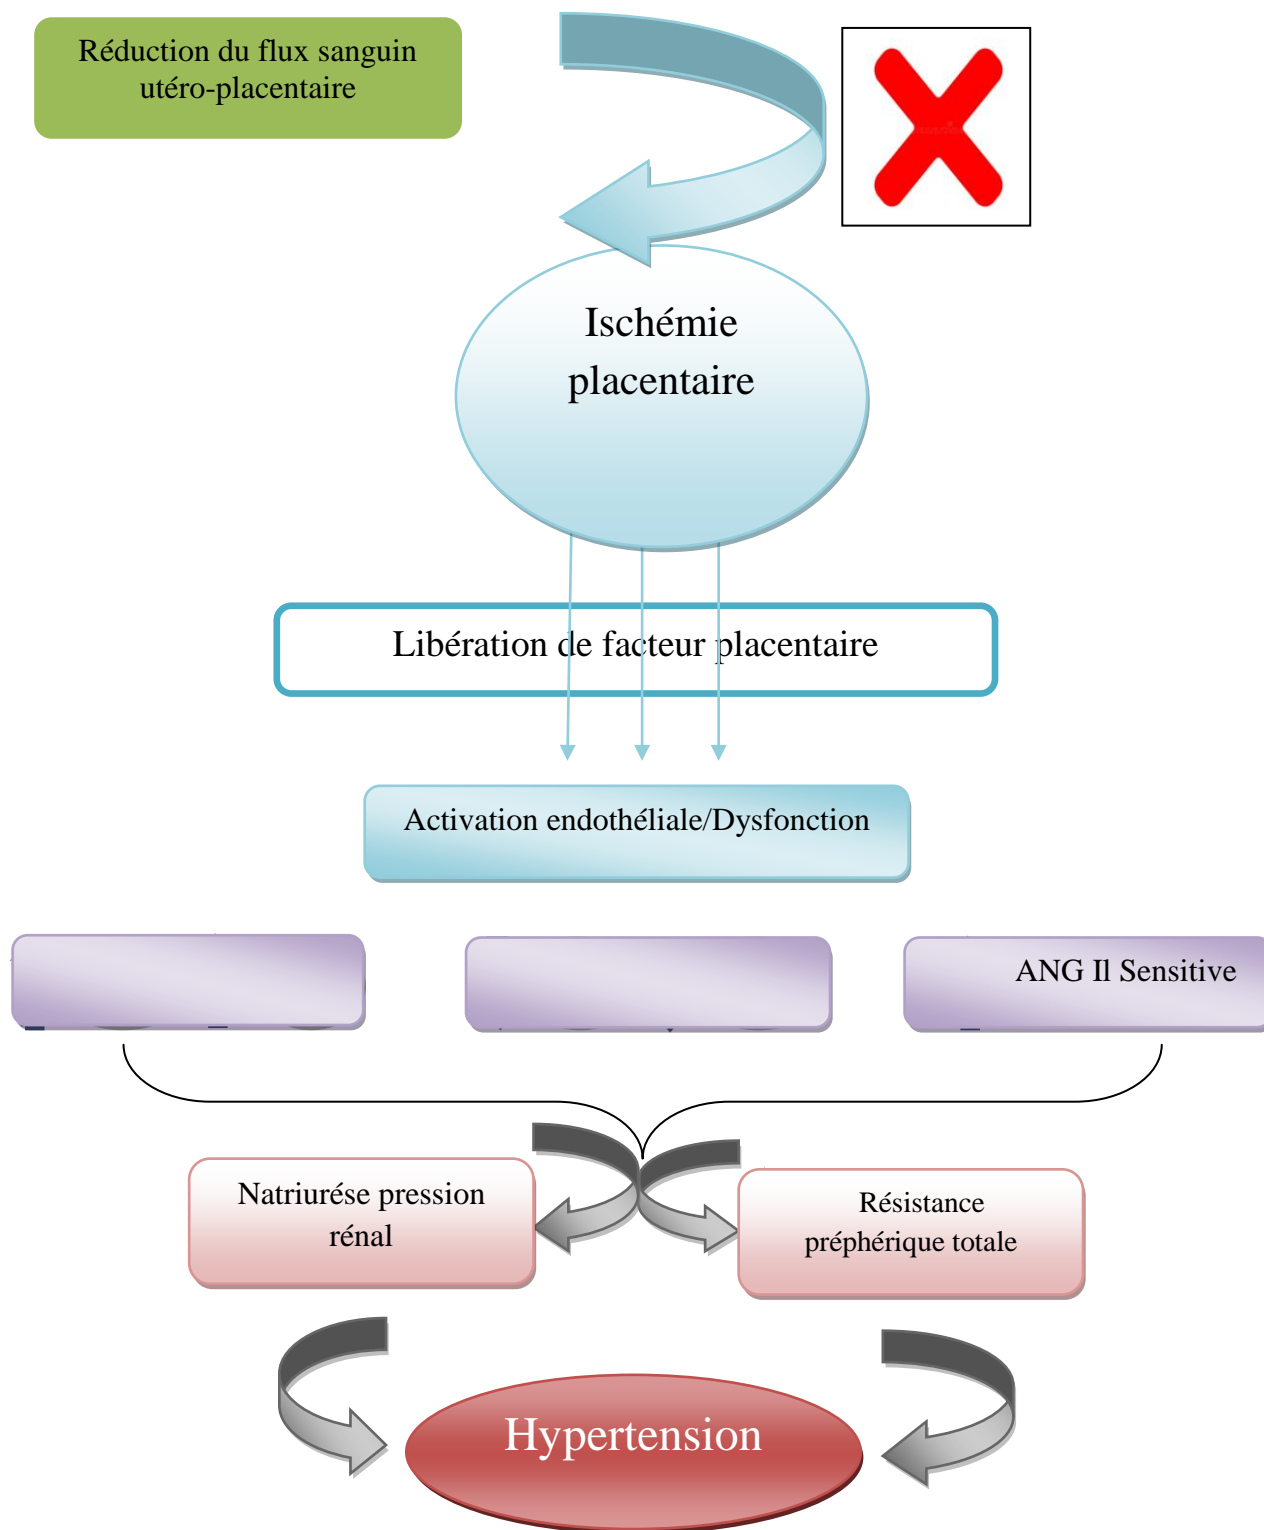 Réduction du flux sanguin
utéro-placentaire
Ischémie
placentaire
Libération de facteur placentaire
Activation endothéliale/Dysfonction
ANG Il Sensitive
Natriurése pression
rénal
Résistance
préphérique totale
Hypertension